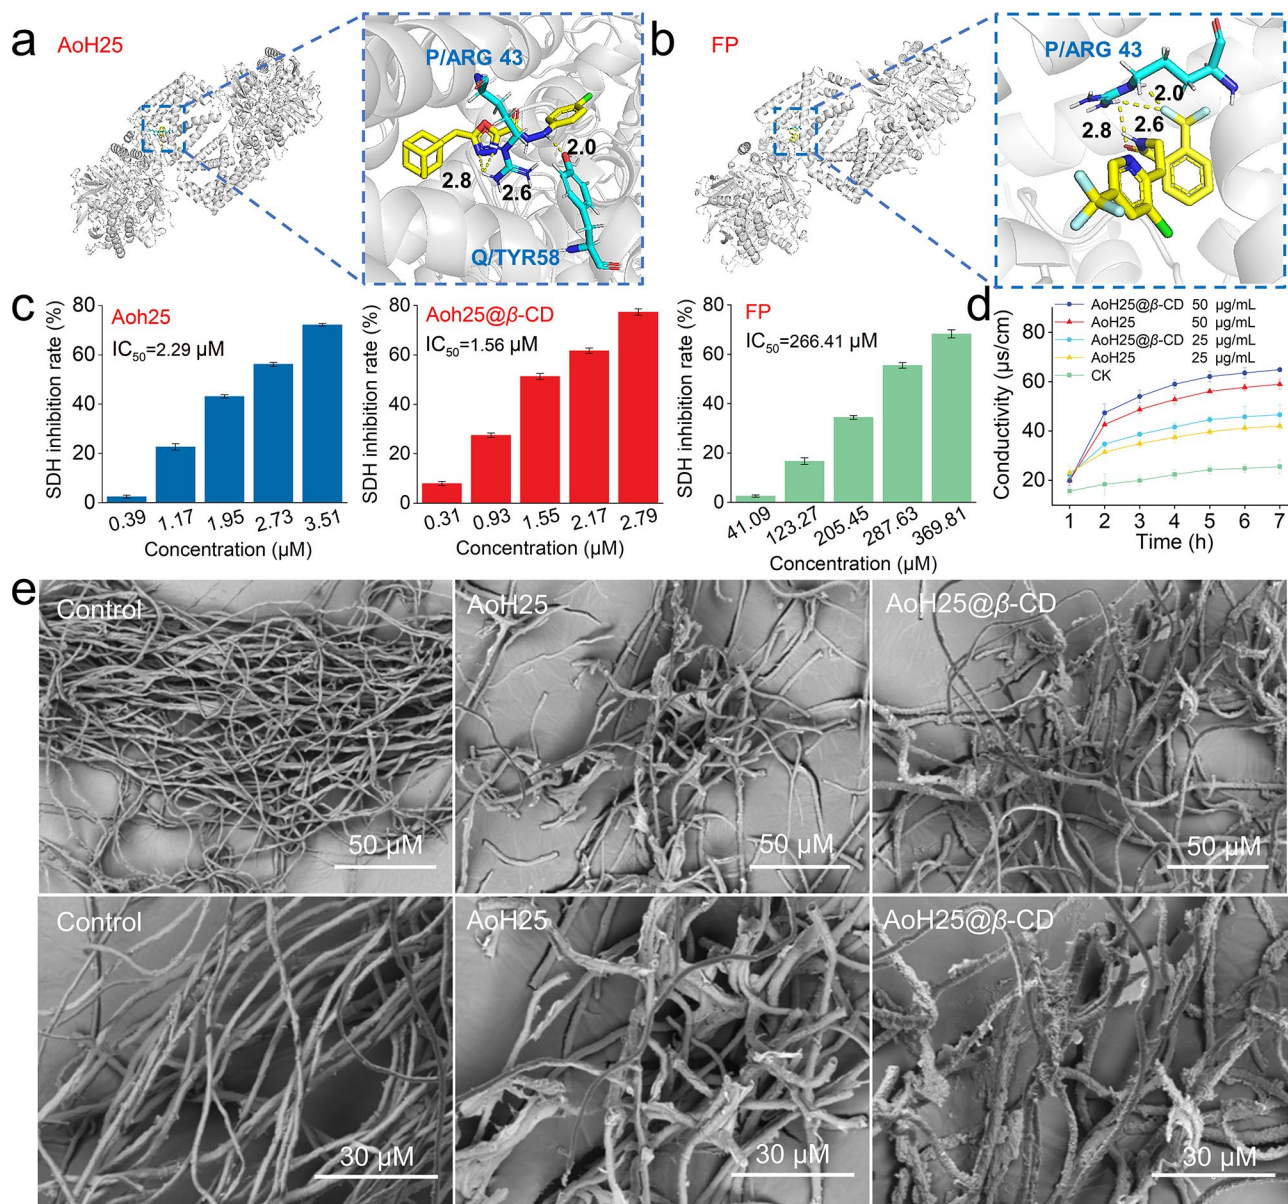 a
AoH25
P/ARG 43
2.0
2.8
2.6
Q/TYR58
b
FP
P/ARG 43
2.0
2.8
2.6
c
Aoh25
IC50=2.29 µM
SDH inhibition rate (%)
80
60
40
20
0
0.39 1.17 1.95 2.73 3.51
Concentration (µM)
Aoh25@β-CD
IC50=1.56 µM
SDH inhibition rate (%)
80
60
40
20
0
0.31 0.93 1.55 2.17 2.79
Concentration (µM)
FP
IC50=266.41 µM
SDH inhibition rate (%)
80
60
40
20
0
41.09 123.27 205.45 287.63 369.81
Concentration (µM)
d
AoH25@β-CD 50 µg/mL
AoH25 50 µg/mL
AoH25@β-CD 25 µg/mL
AoH25 25 µg/mL
CK
Conductivity (µs/cm)
80
60
40
20
1 2 3 4 5 6 7
Time (h)
e
Control
50 µM
AoH25
50 µM
AoH25@β-CD
50 µM
Control
30 µM
AoH25
30 µM
AoH25@β-CD
30 µM